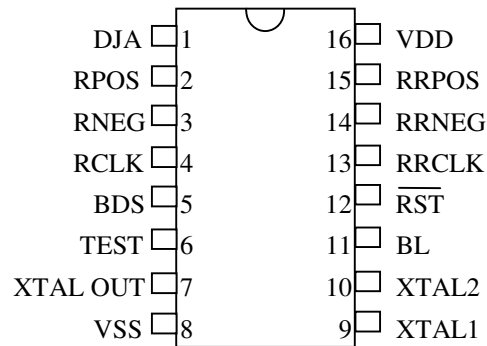 DJA 1 16 VDD
RPOS 2 15 RRPOS
RNEG 3 14 RRNEG
RCLK 4 13 RRCLK
BDS 5 12 RST
TEST 6 11 BL
XTAL OUT 7 10 XTAL2
VSS 8 9 XTAL1